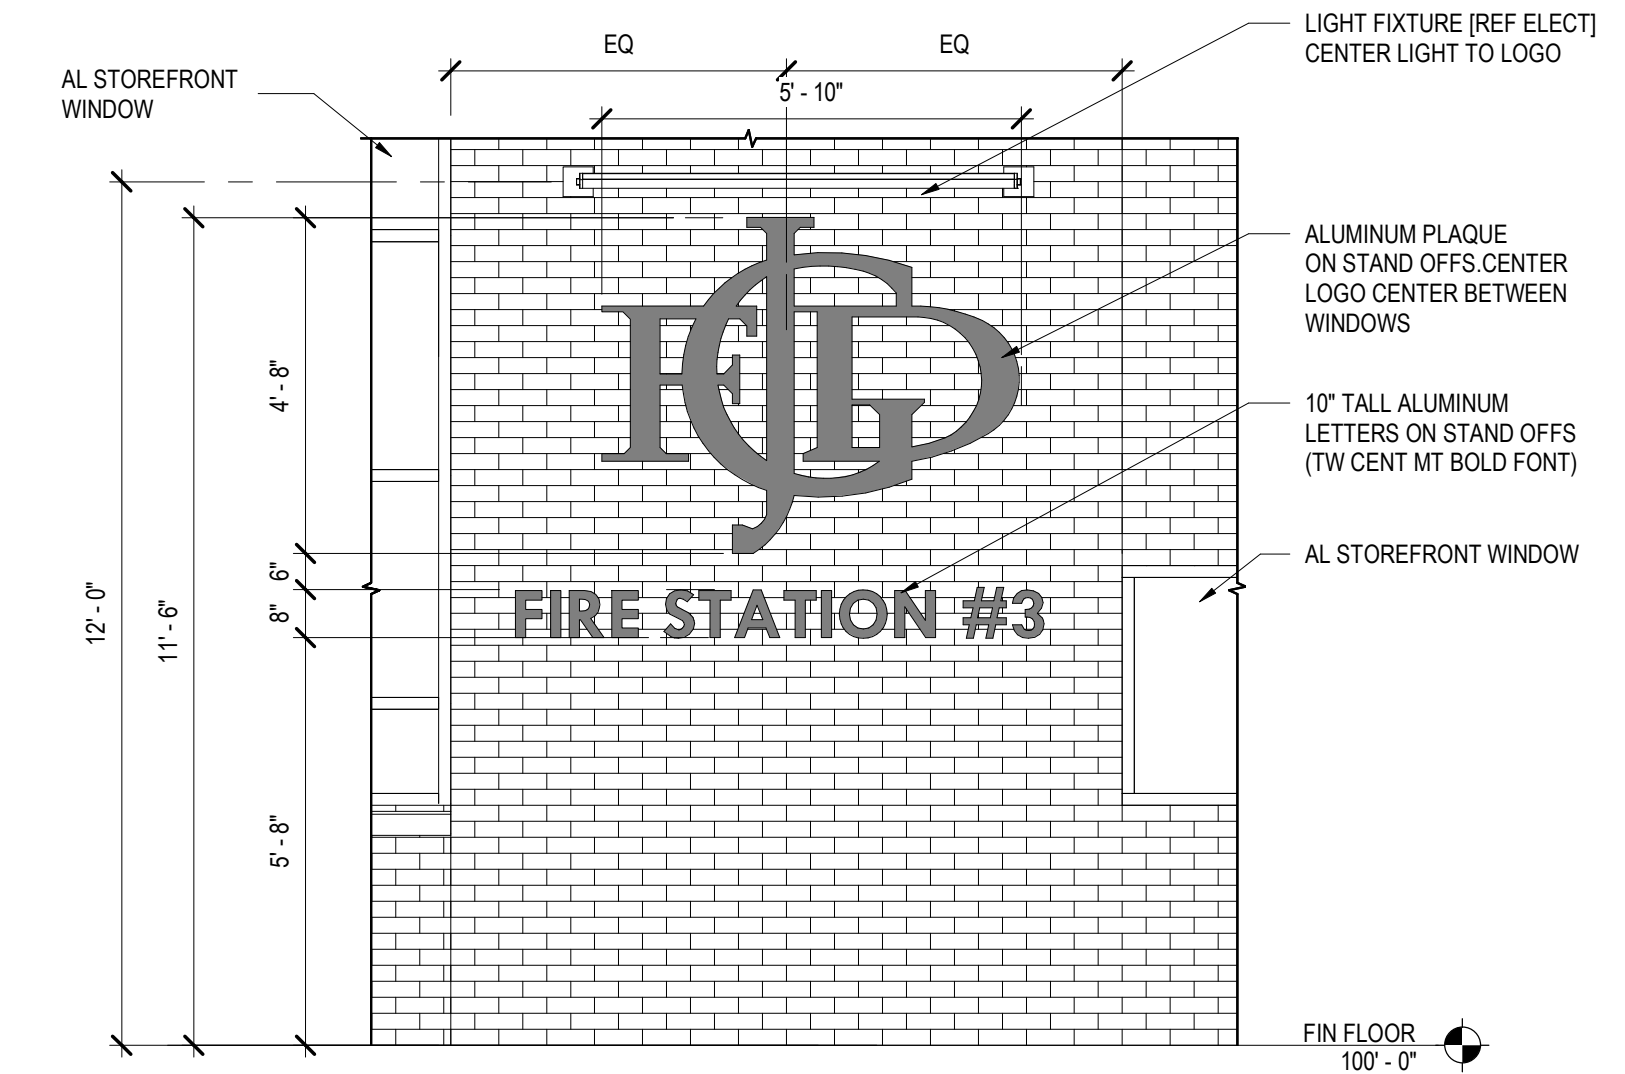 LIGHT FIXTURE [REF ELECT]
CENTER LIGHT TO LOGO
EQ
EQ
AL STOREFRONT
WINDOW
5' - 10"
ALUMINUM PLAQUE
ON STAND OFFS.CENTER
LOGO CENTER BETWEEN
WINDOWS
4' - 8"
10" TALL ALUMINUM
LETTERS ON STAND OFFS
(TW CENT MT BOLD FONT)
AL STOREFRONT WINDOW
6"
8"
FIRE STATION #3
12' - 0"
11' - 6"
5' - 8"
FIN FLOOR
100' - 0"